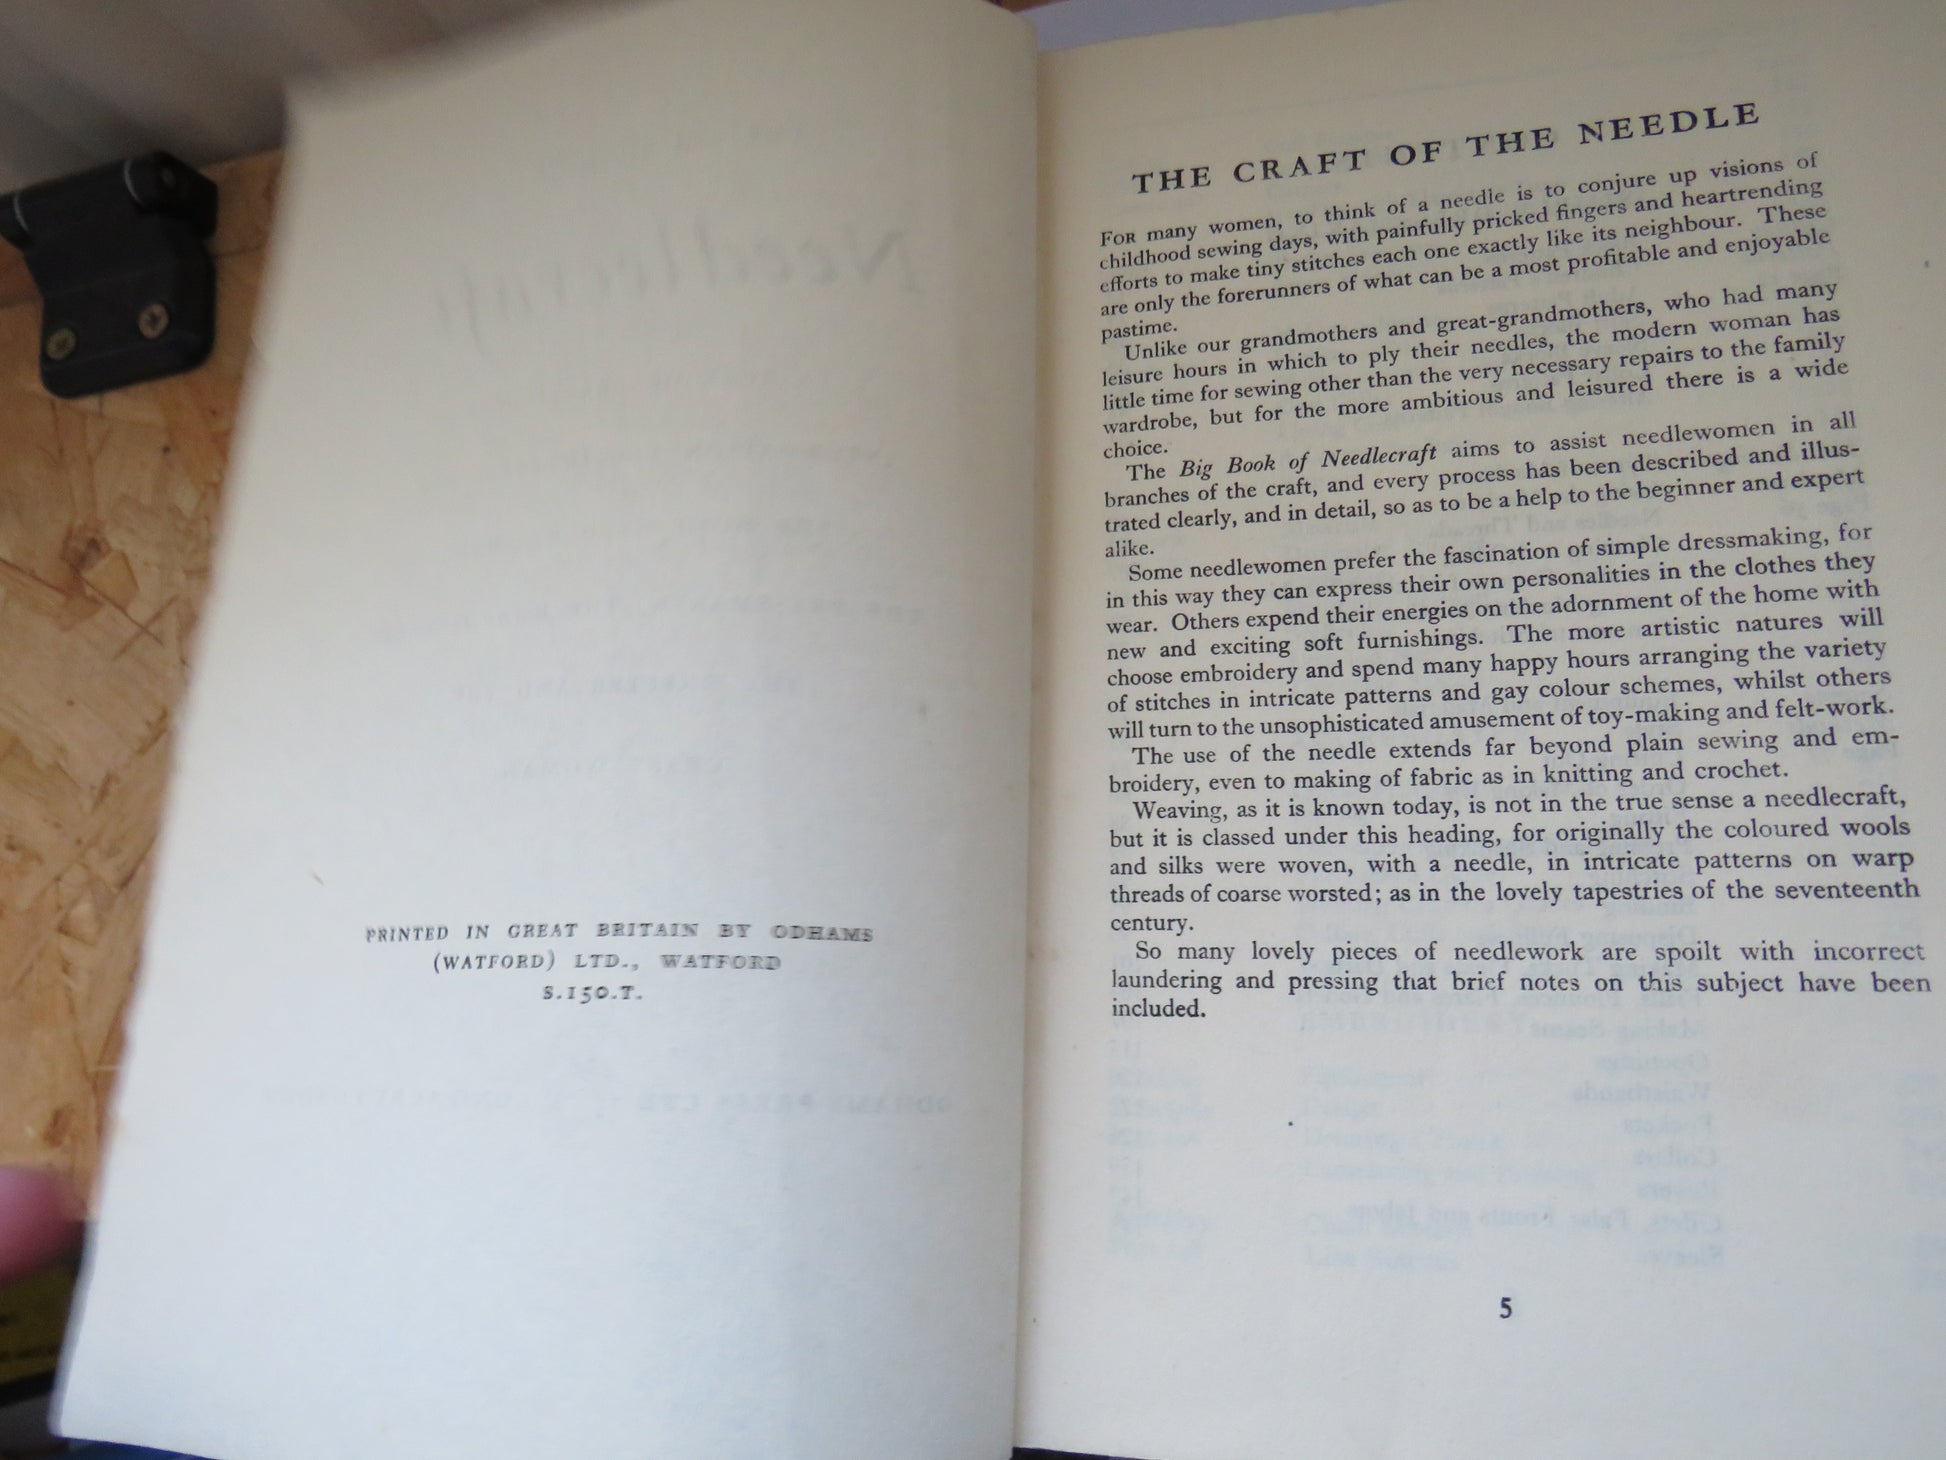 PRINTED IN GREAT BRITAIN BY ODHAMS
(WATFORD) LTD., WATFORD
S.150.T.
THE CRAFT OF THE NEEDLE
FOR many women, to think of a needle is to conjure up visions of
childhood sewing days, with painfully pricked fingers and heartrending
efforts to make tiny stitches each one exactly like its neighbour. These
are only the forerunners of what can be a most profitable and enjoyable
pastime.
Unlike our grandmothers and great-grandmothers, who had many
leisure hours in which to ply their needles, the modern woman has
little time for sewing other than the very necessary repairs to the family
wardrobe, but for the more ambitious and leisured there is a wide
choice.
The Big Book of Needlecraft aims to assist needlewomen in all
branches of the craft, and every process has been described and illus-
trated clearly, and in detail, so as to be a help to the beginner and expert
alike.
Some needlewomen prefer the fascination of simple dressmaking, for
in this way they can express their own personalities in the clothes they
wear. Others expend their energies on the adornment of the home with
new and exciting soft furnishings. The more artistic natures will
choose embroidery and spend many happy hours arranging the variety
of stitches in intricate patterns and gay colour schemes, whilst others
will turn to the unsophisticated amusement of toy-making and felt-work.
The use of the needle extends far beyond plain sewing and em-
broidery, even to making of fabric as in knitting and crochet.
Weaving, as it is known today, is not in the true sense a needlecraft,
but it is classed under this heading, for originally the coloured wools
and silks were woven, with a needle, in intricate patterns on warp
threads of coarse worsted; as in the lovely tapestries of the seventeenth
century.
So many lovely pieces of needlework are spoilt with incorrect
laundering and pressing that brief notes on this subject have been
included.
5